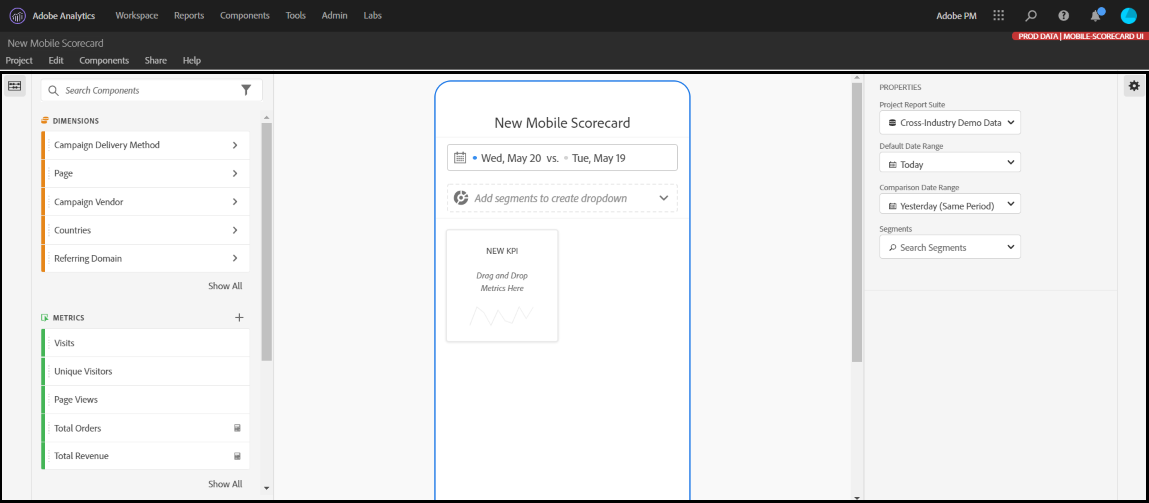 Adobe Analytics Workspace Reports Components Tools Admin Labs Adobe PM
New Mobile Scorecard
PROD DATA | MOBILE-SCORECARD UI
Project Edit Components Share Help
Search Components
DIMENSIONS
Campaign Delivery Method
Page
Campaign Vendor
Countries
Referring Domain
Show All
METRICS
Visits
Unique Visitors
Page Views
Total Orders
Total Revenue
Show All
New Mobile Scorecard
Wed, May 20 vs. Tue, May 19
Add segments to create dropdown
NEW KPI
Drag and Drop
Metrics Here
PROPERTIES
Project Report Suite
Cross-Industry Demo Data
Default Date Range
Today
Comparison Date Range
Yesterday (Same Period)
Segments
Search Segments